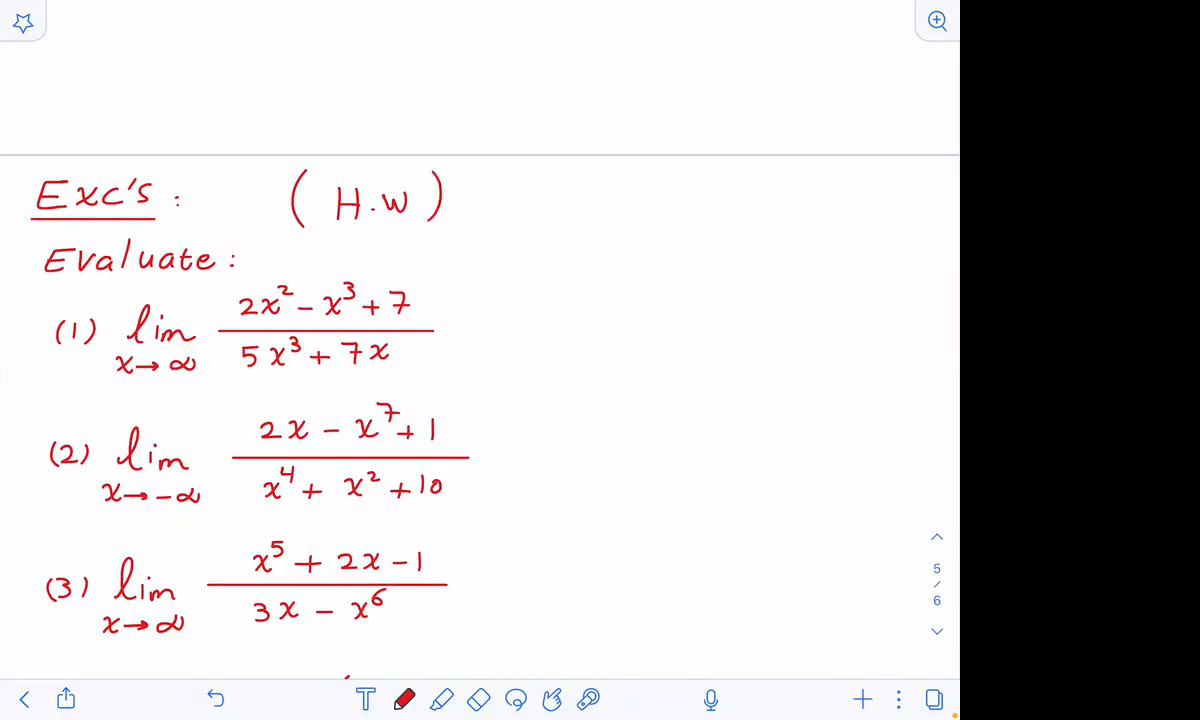 Exc's : (H.W)
Evaluate :
(1) lim x→∞ (2x² − x³ + 7) / (5x³ + 7x)
(2) lim x→−∞ (2x − x⁷ + 1) / (x⁴ + x² + 10)
(3) lim x→∞ (x⁵ + 2x − 1) / (3x − x⁶)
5
/
6
T